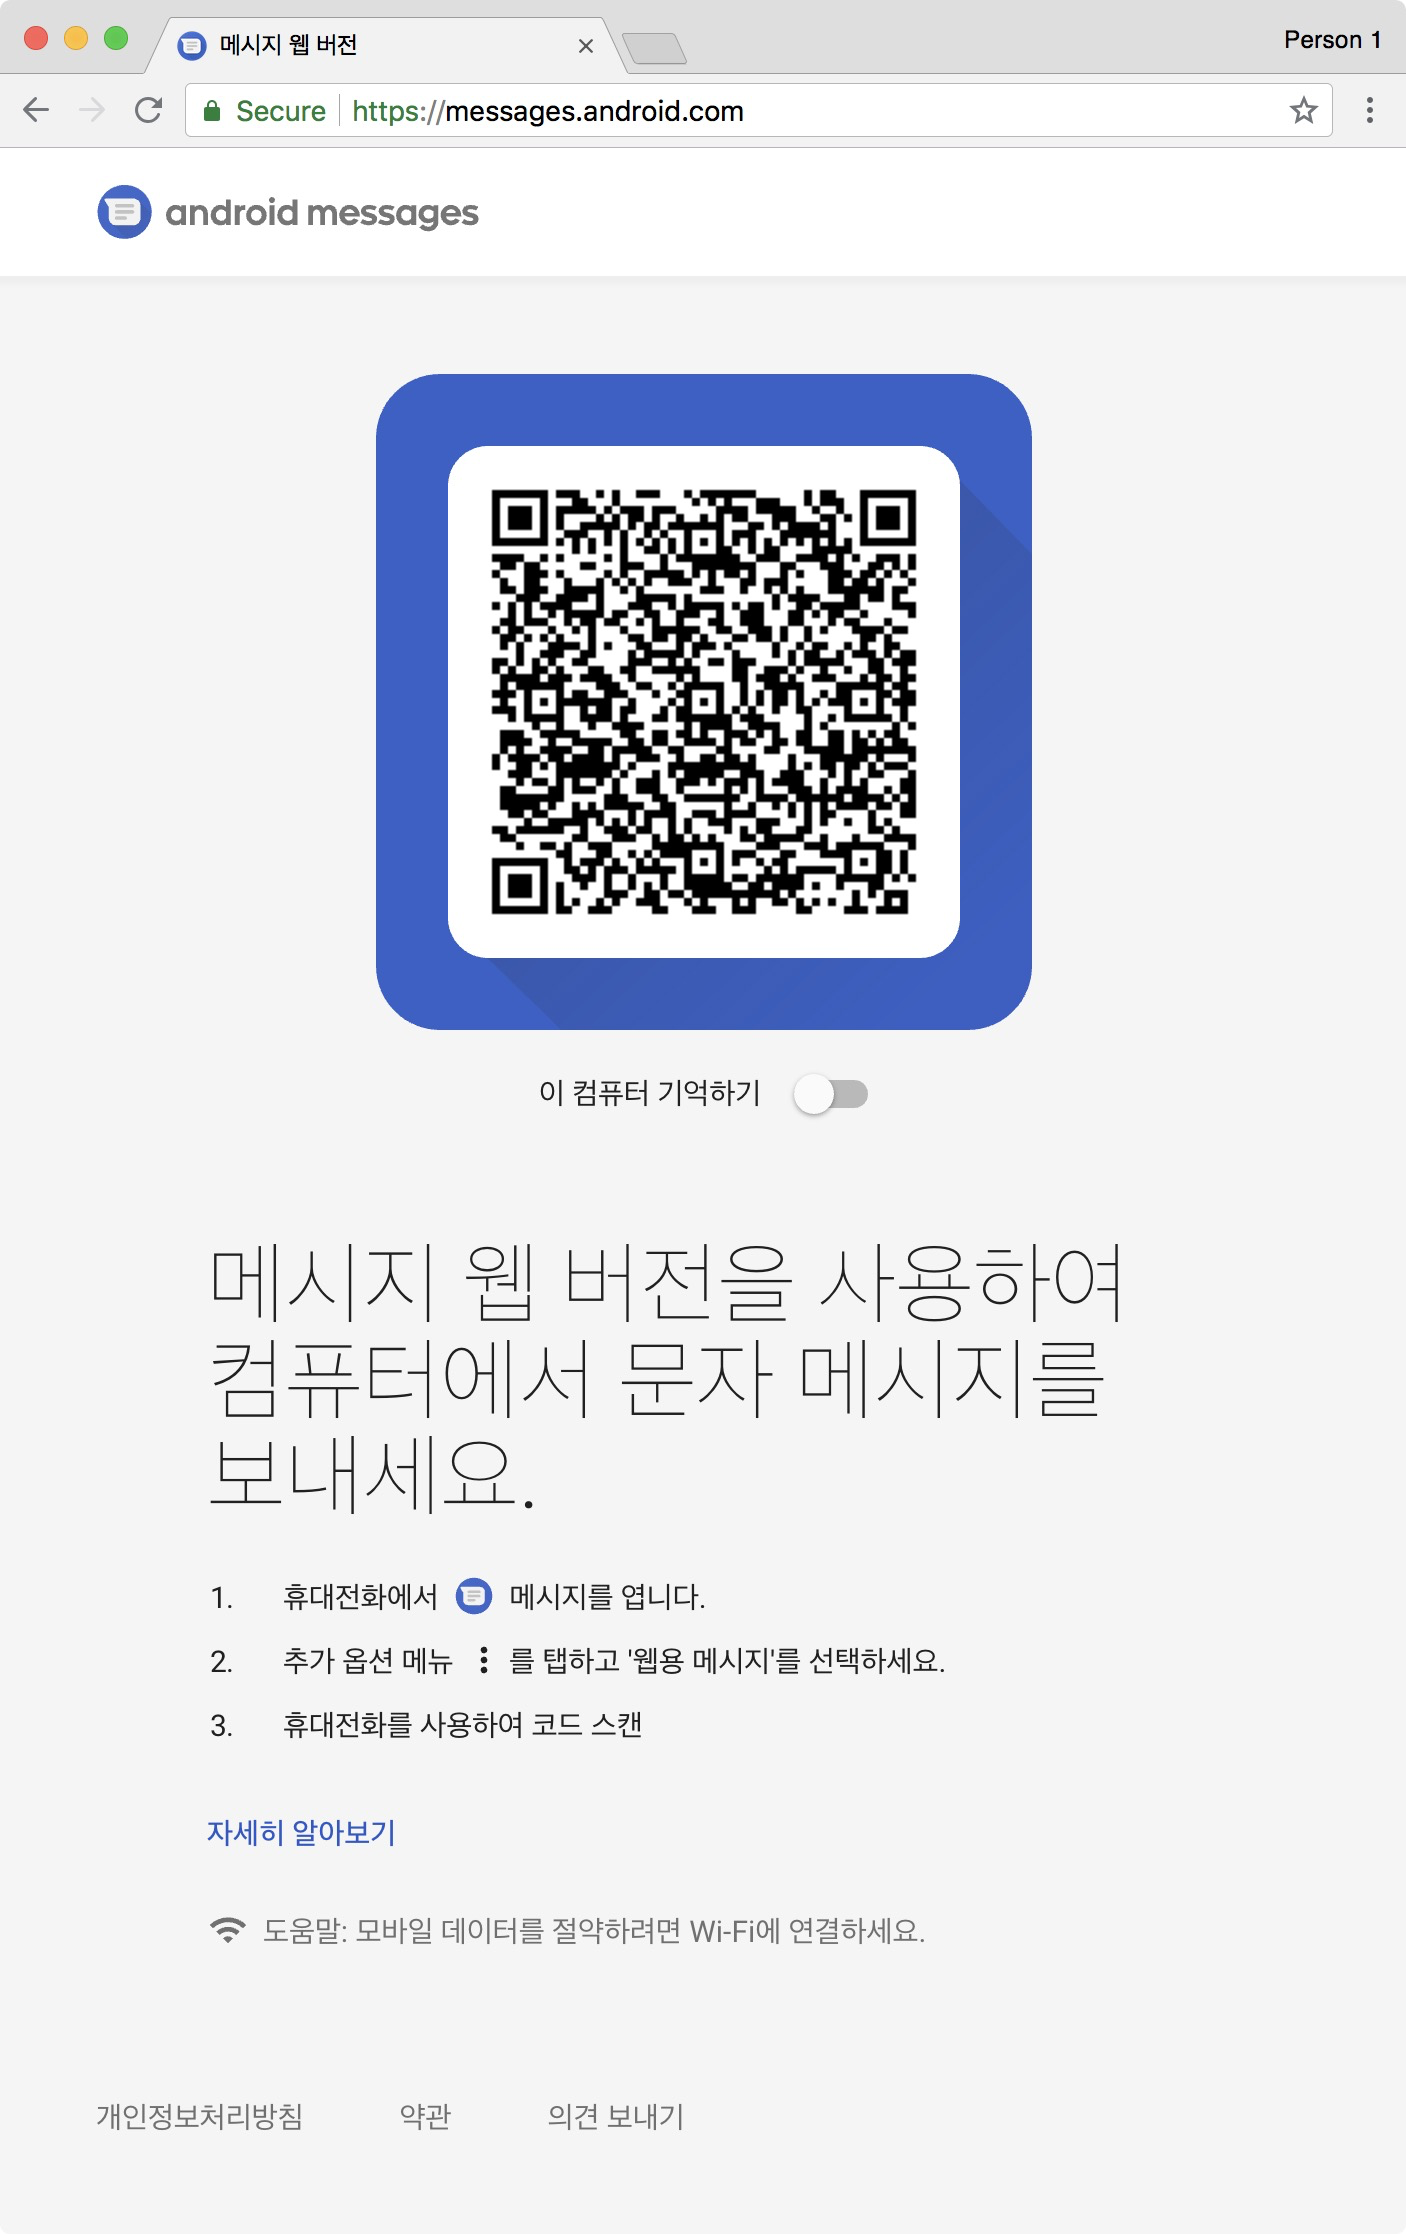 메시지 웹 버전
Person 1
Secure
https://messages.android.com
android messages
이 컴퓨터 기억하기
메시지 웹 버전을 사용하여
컴퓨터에서 문자 메시지를
보내세요.
1. 휴대전화에서 메시지를 엽니다.
2. 추가 옵션 메뉴 를 탭하고 '웹용 메시지'를 선택하세요.
3. 휴대전화를 사용하여 코드 스캔
자세히 알아보기
도움말: 모바일 데이터를 절약하려면 Wi-Fi에 연결하세요.
개인정보처리방침 약관 의견 보내기